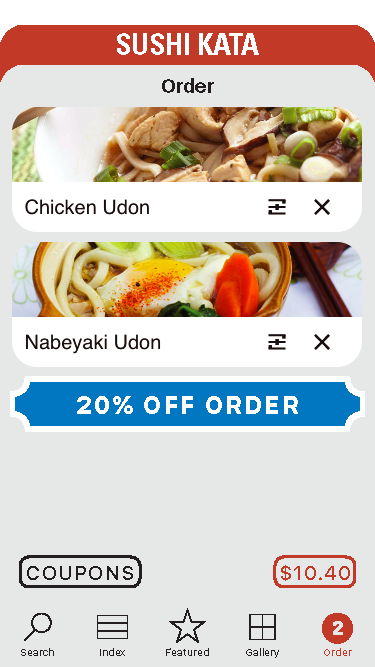 SUSHI KATA
Order
Chicken Udon
Nabeyaki Udon
20% OFF ORDER
COUPONS
$10.40
2
Search
Index
Featured
Gallery
Order